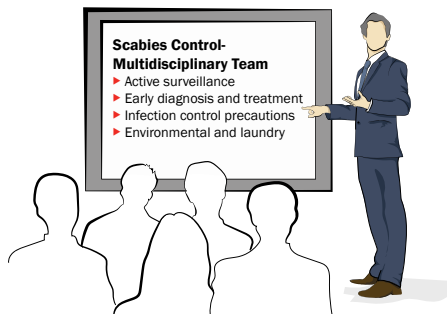 Scabies Control-
Multidisciplinary Team
Active surveillance
Early diagnosis and treatment
Infection control precautions
Environmental and laundry